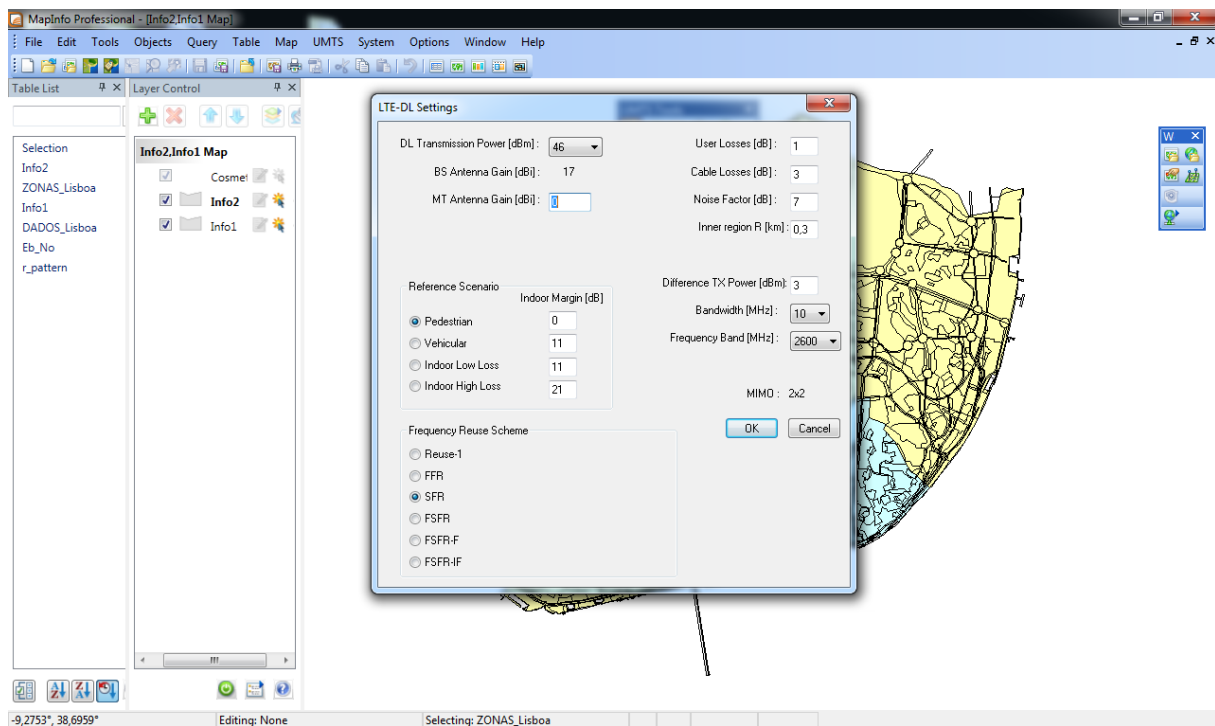 MapInfo Professional - [Info2,Info1 Map]
File Edit Tools Objects Query Table Map UMTS System Options Window Help
Table List
Layer Control
Selection
Info2
ZONAS_Lisboa
Info1
DADOS_Lisboa
Eb_No
r_pattern
Info2,Info1 Map
Cosmet
Info2
Info1
LTE-DL Settings
DL Transmission Power [dBm] : 46
BS Antenna Gain [dBi] : 17
MT Antenna Gain [dBi] : 0
User Losses [dB] : 1
Cable Losses [dB] : 3
Noise Factor [dB] : 7
Inner region R [km] : 0,3
Reference Scenario
Indoor Margin [dB]
Pedestrian 0
Vehicular 11
Indoor Low Loss 11
Indoor High Loss 21
Difference TX Power [dBm]: 3
Bandwidth [MHz] : 10
Frequency Band [MHz] : 2600
MIMO : 2x2
OK Cancel
Frequency Reuse Scheme
Reuse-1
FFR
SFR
FSFR
FSFR-F
FSFR-IF
W
-9,2753°, 38,6959°
Editing: None
Selecting: ZONAS_Lisboa